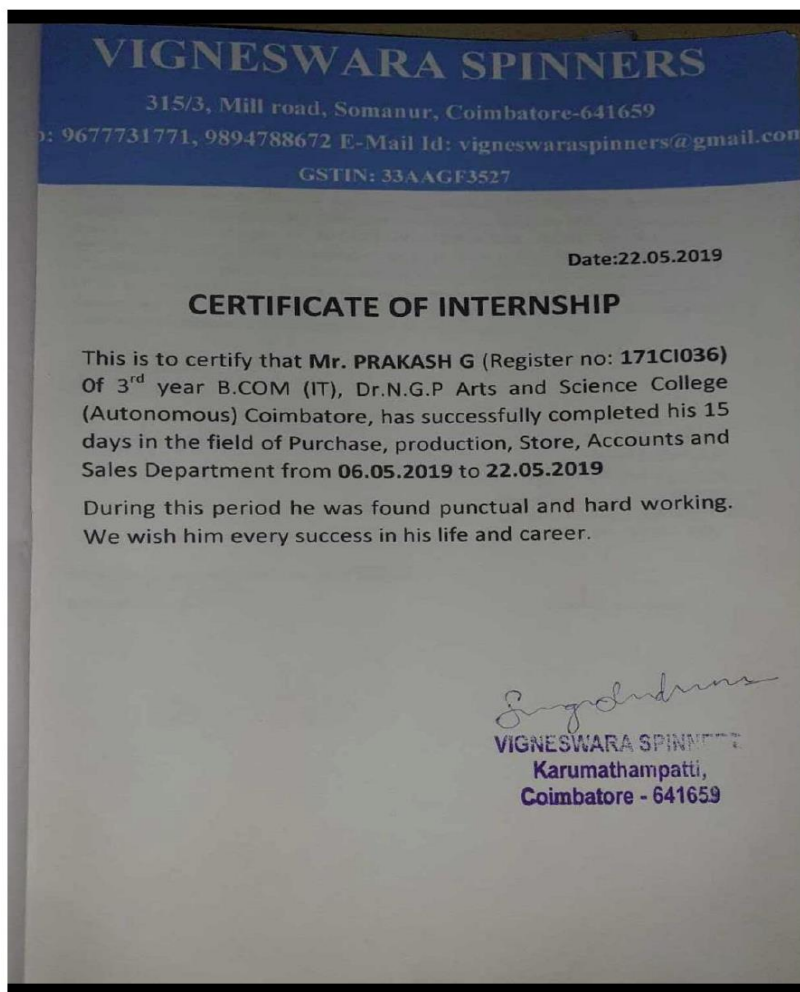 VIGNESWARA SPINNERS
315/3, Mill road, Somanur, Coimbatore-641659
: 9677731771, 9894788672 E-Mail Id: vigneswaraspinners@gmail.com
GSTIN: 33AAGF3527
Date:22.05.2019
CERTIFICATE OF INTERNSHIP
This is to certify that Mr. PRAKASH G (Register no: 171CI036)
Of 3rd year B.COM (IT), Dr.N.G.P Arts and Science College
(Autonomous) Coimbatore, has successfully completed his 15
days in the field of Purchase, production, Store, Accounts and
Sales Department from 06.05.2019 to 22.05.2019
During this period he was found punctual and hard working.
We wish him every success in his life and career.
VIGNESWARA
Karumathampatti,
Coimbatore - 641659